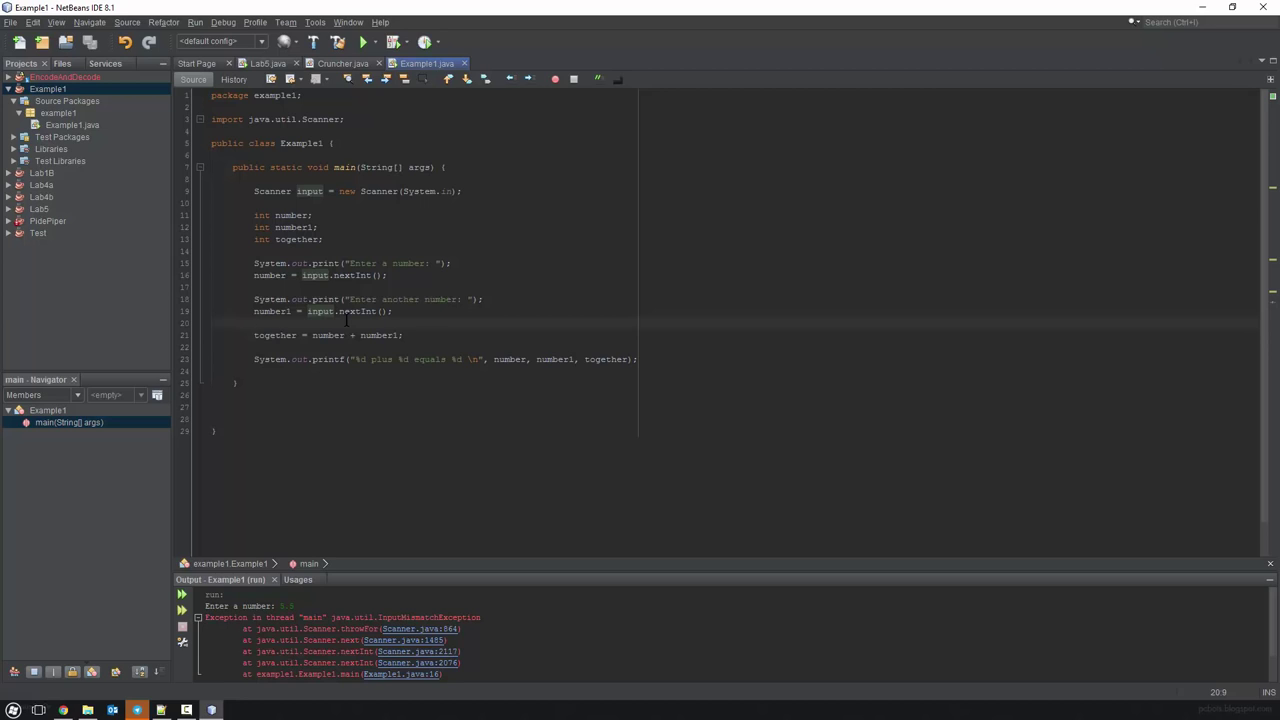 Example1 - NetBeans IDE 8.1
File Edit View Navigate Source Refactor Run Debug Profile Team Tools Window Help
Search (Ctrl+I)
<default config>
Projects Files Services
Start Page Lab5.java Cruncher.java Example1.java
EncodeAndDecode
Example1
Source Packages
example1
Example1.java
Test Packages
Libraries
Test Libraries
Lab1B
Lab4a
Lab4b
Lab5
PidePiper
Test
Source History
1 package example1;
2
3 import java.util.Scanner;
4
5 public class Example1 {
6
7 public static void main(String[] args) {
8
9 Scanner input = new Scanner(System.in);
10
11 int number;
12 int number1;
13 int together;
14
15 System.out.print("Enter a number: ");
16 number = input.nextInt();
17
18 System.out.print("Enter another number: ");
19 number1 = input.nextInt();
20
21 together = number + number1;
22
23 System.out.printf("%d plus %d equals %d \n", number, number1, together);
24
25 }
26
27
28
29 }
main - Navigator
Members <empty>
Example1
main(String[] args)
example1.Example1 main
Output - Example1 (run) Usages
run:
Enter a number: 5.5
Exception in thread "main" java.util.InputMismatchException
at java.util.Scanner.throwFor(Scanner.java:864)
at java.util.Scanner.next(Scanner.java:1485)
at java.util.Scanner.nextInt(Scanner.java:2117)
at java.util.Scanner.nextInt(Scanner.java:2076)
at example1.Example1.main(Example1.java:16)
20:9 INS